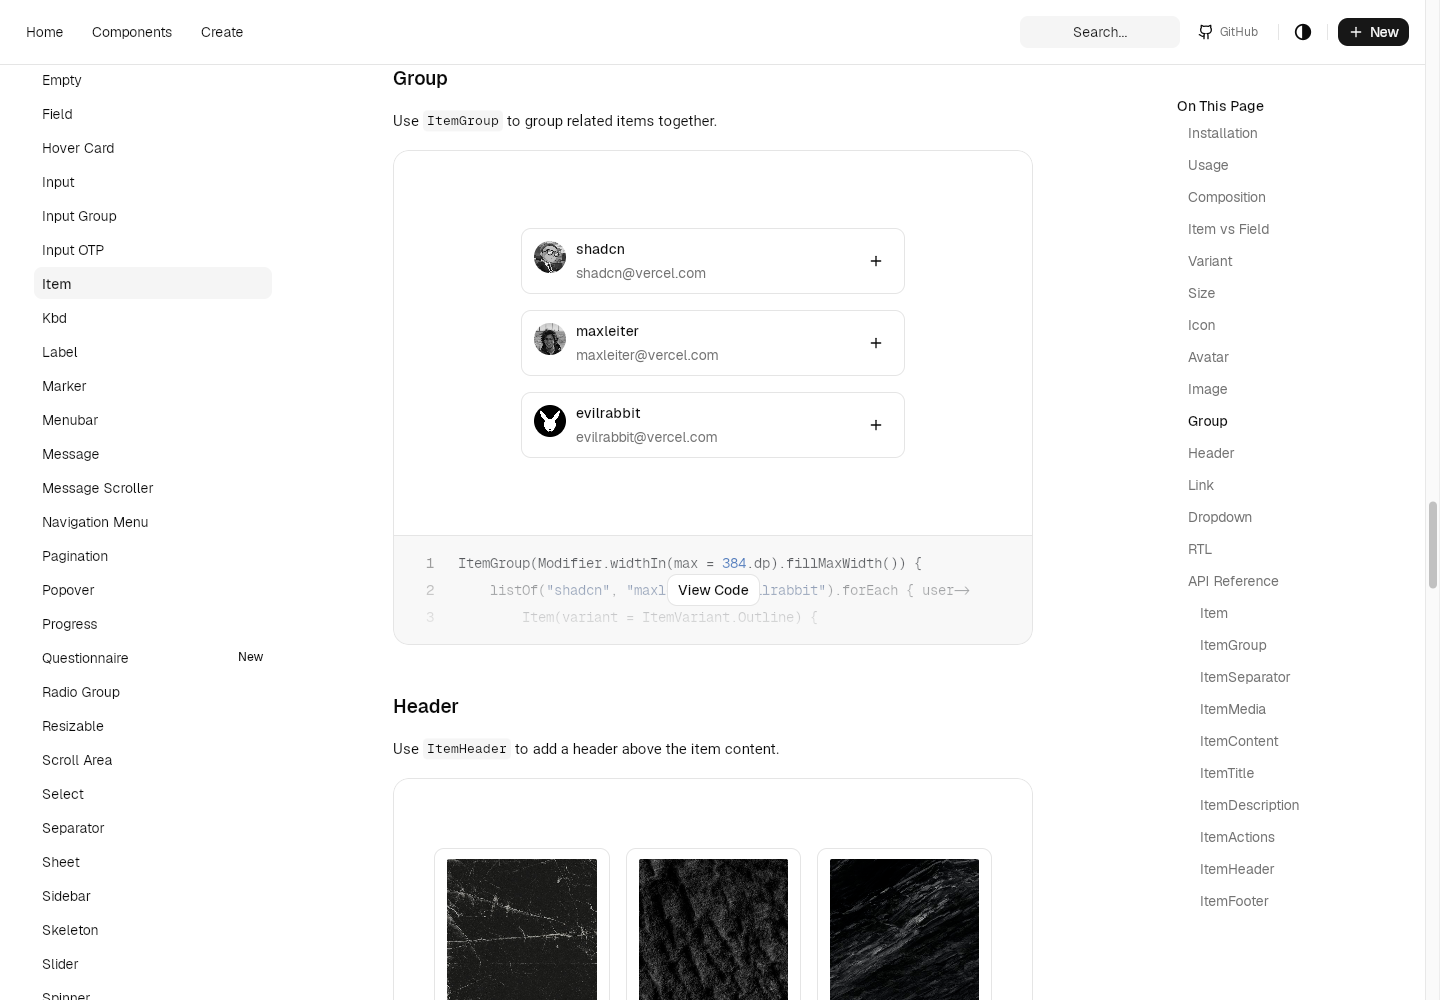 Home
Components
Create
Search...
GitHub
New
Empty
Field
Hover Card
Input
Input Group
Input OTP
Item
Kbd
Label
Marker
Menubar
Message
Message Scroller
Navigation Menu
Pagination
Popover
Progress
Questionnaire New
Radio Group
Resizable
Scroll Area
Select
Separator
Sheet
Sidebar
Skeleton
Slider
Spinner
Group
Use ItemGroup to group related items together.
shadcn
shadcn@vercel.com
maxleiter
maxleiter@vercel.com
evilrabbit
evilrabbit@vercel.com
1 ItemGroup(Modifier.widthIn(max = 384.dp).fillMaxWidth()) {
2 listOf("shadcn", "maxl
View Code
lrabbit").forEach { user->
3 Item(variant = ItemVariant.Outline) {
Header
Use ItemHeader to add a header above the item content.
On This Page
Installation
Usage
Composition
Item vs Field
Variant
Size
Icon
Avatar
Image
Group
Header
Link
Dropdown
RTL
API Reference
Item
ItemGroup
ItemSeparator
ItemMedia
ItemContent
ItemTitle
ItemDescription
ItemActions
ItemHeader
ItemFooter